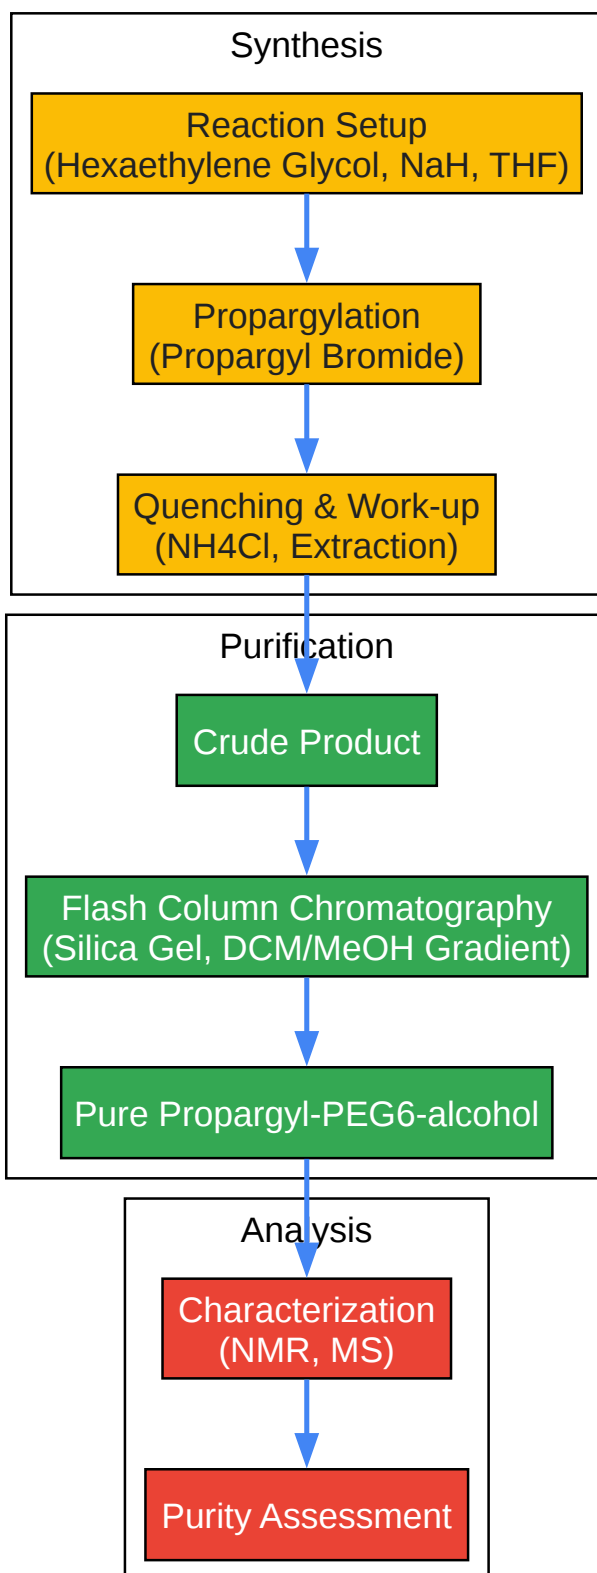 Synthesis
Reaction Setup
(Hexaethylene Glycol, NaH, THF)
Propargylation
(Propargyl Bromide)
Quenching & Work-up
(NH4Cl, Extraction)
Purification
Crude Product
Flash Column Chromatography
(Silica Gel, DCM/MeOH Gradient)
Pure Propargyl-PEG6-alcohol
Analysis
Characterization
(NMR, MS)
Purity Assessment